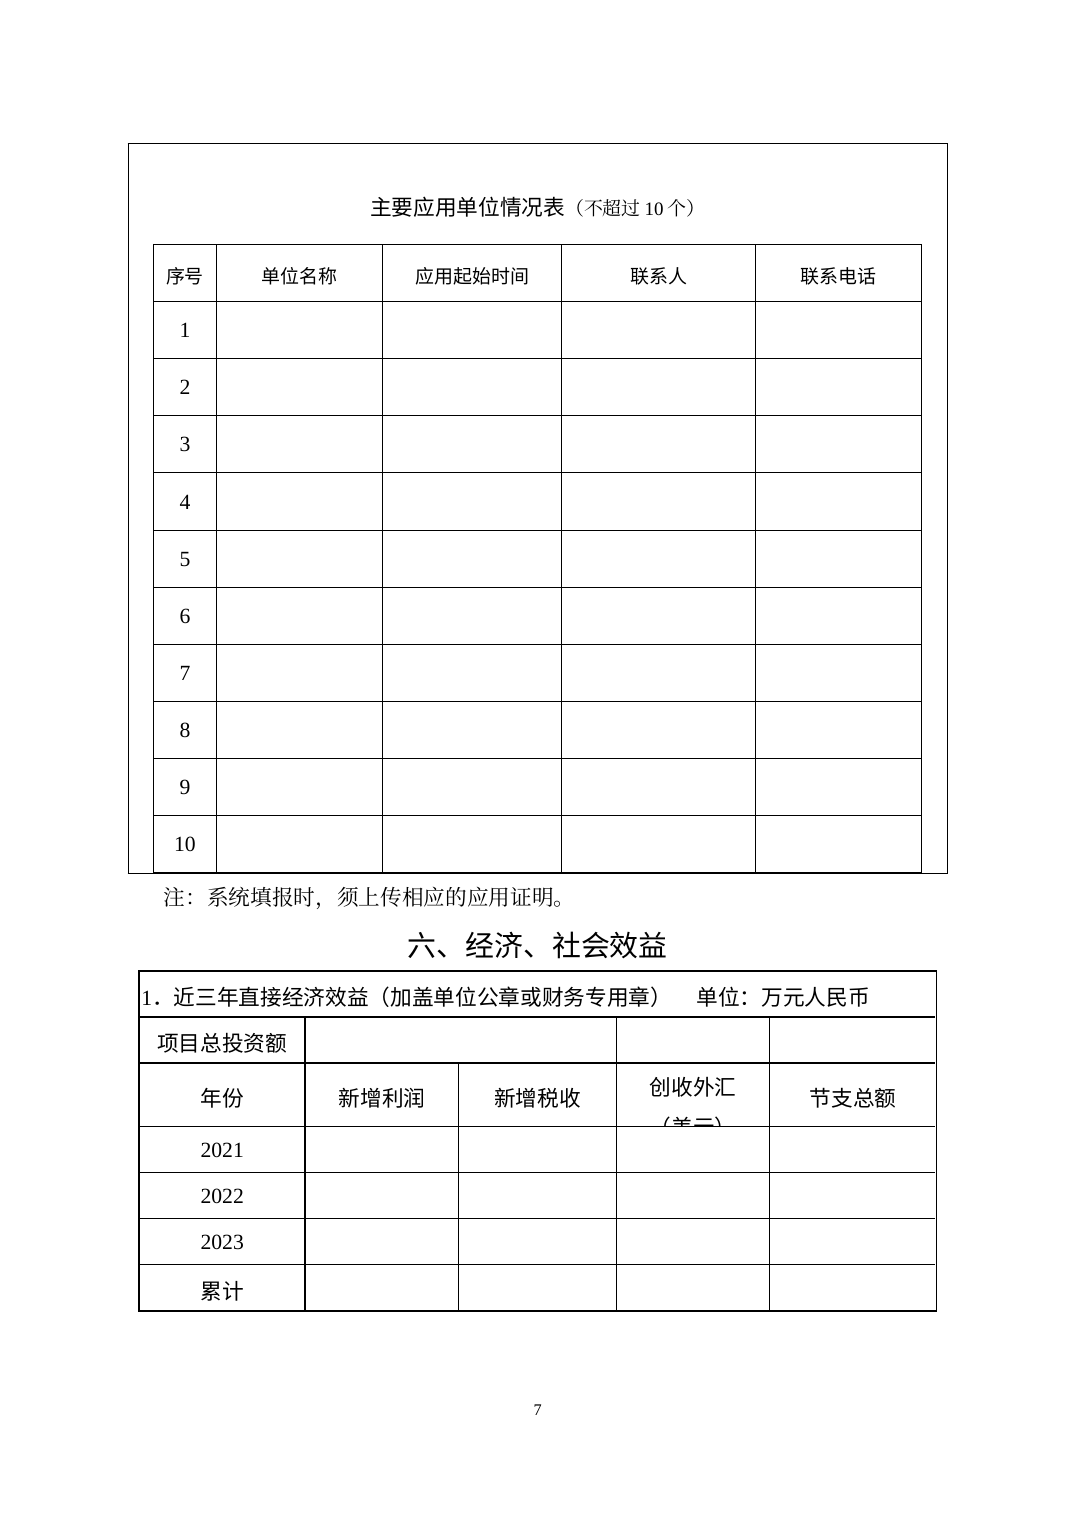 主要应用单位情况表（不超过 10 个）
序号 单位名称 应用起始时间 联系人 联系电话
1
2
3
4
5
6
7
8
9
10
注：系统填报时，须上传相应的应用证明。
六、经济、社会效益
1．近三年直接经济效益（加盖单位公章或财务专用章） 单位：万元人民币
项目总投资额
年份 新增利润 新增税收 创收外汇 节支总额
（美元）
2021
2022
2023
累计
7